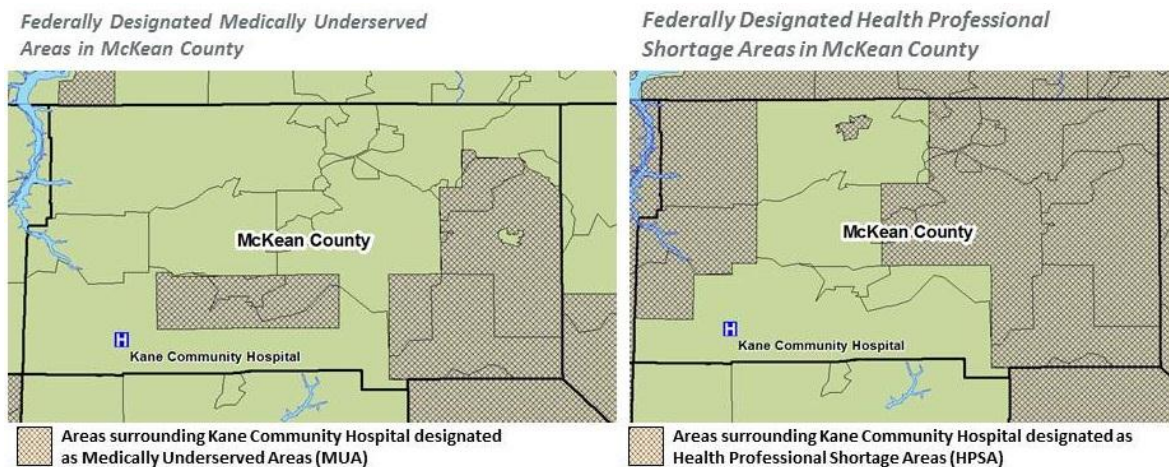 Federally Designated Medically Underserved
Areas in McKean County
McKean County
H
Kane Community Hospital
Areas surrounding Kane Community Hospital designated
as Medically Underserved Areas (MUA)
Federally Designated Health Professional
Shortage Areas in McKean County
McKean County
H
Kane Community Hospital
Areas surrounding Kane Community Hospital designated as
Health Professional Shortage Areas (HPSA)